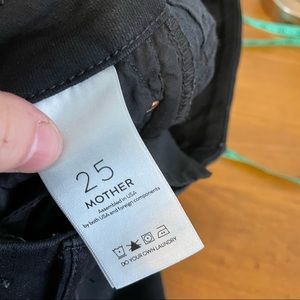 25
MOTHER
Assembled in USA
by both USA and foreign components
DO YOUR OWN LAUNDRY